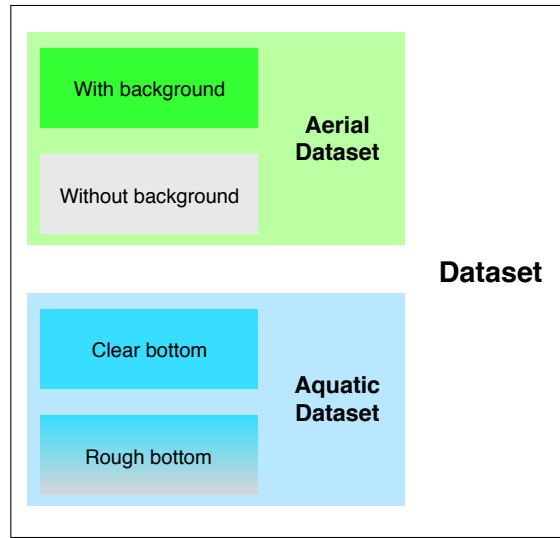 With background
Without background
Aerial
Dataset
Dataset
Clear bottom
Rough bottom
Aquatic
Dataset